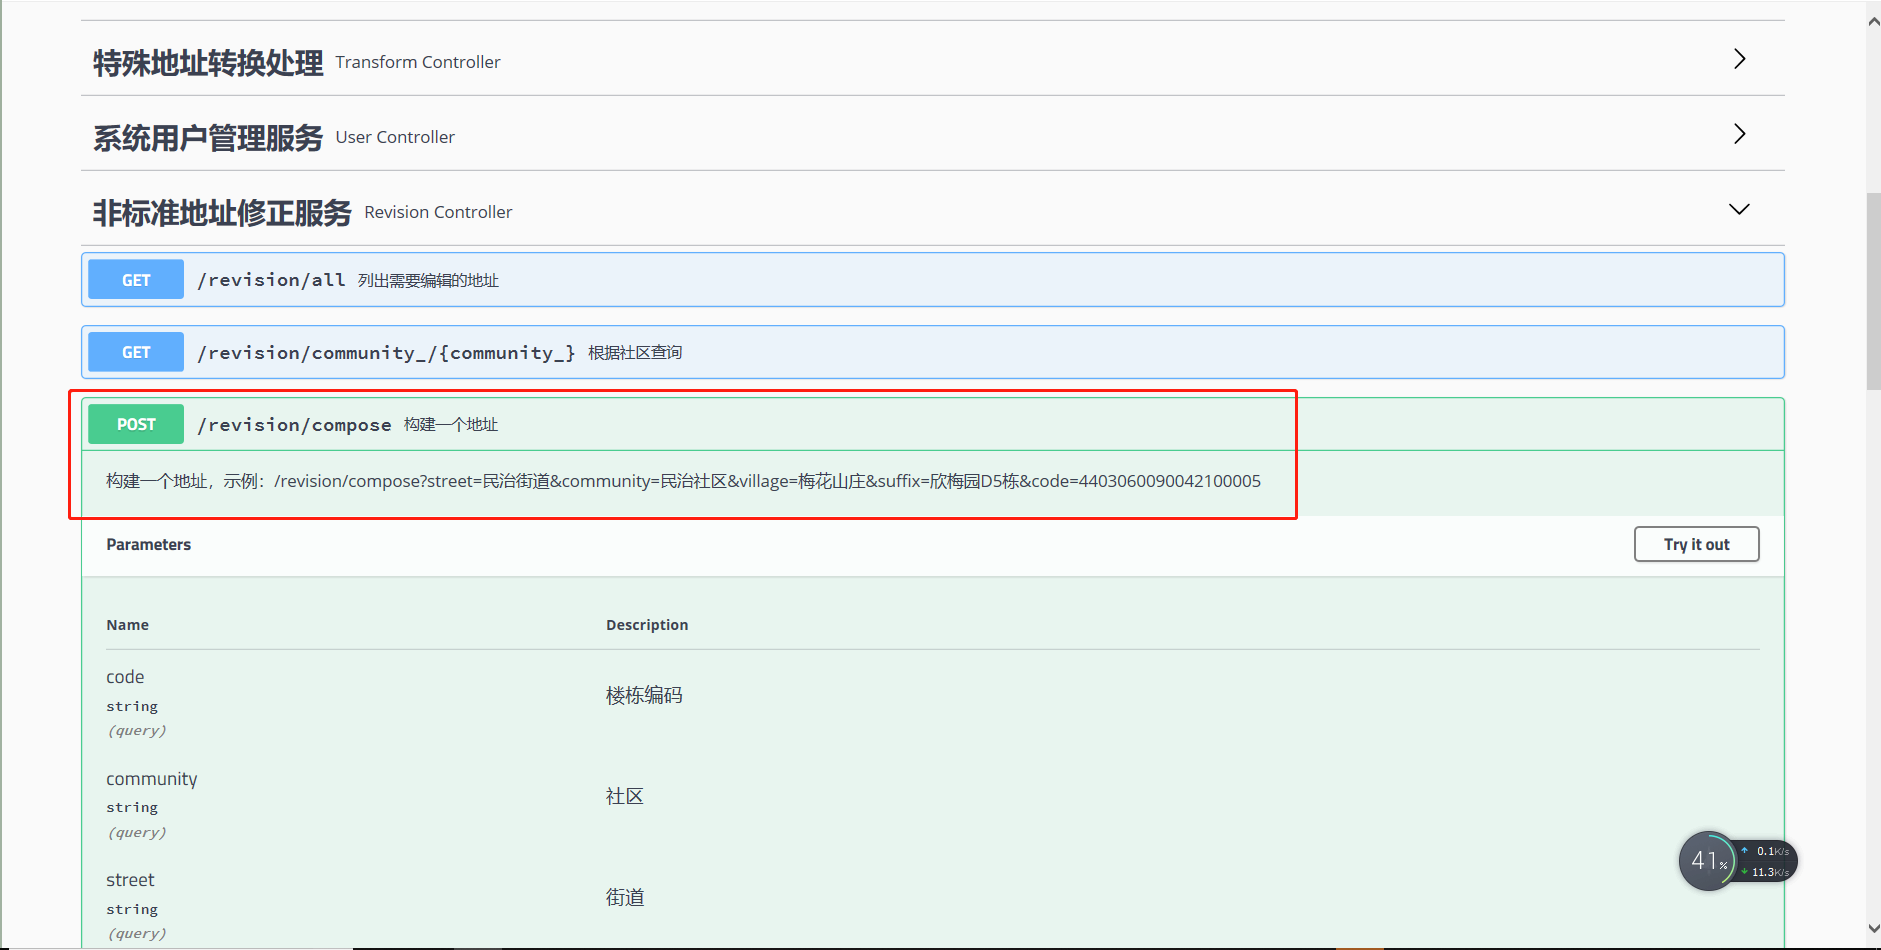 特殊地址转换处理 Transform Controller
系统用户管理服务 User Controller
非标准地址修正服务 Revision Controller
GET /revision/all 列出需要编辑的地址
GET /revision/community_/{community_} 根据社区查询
POST /revision/compose 构建一个地址
构建一个地址，示例：/revision/compose?street=民治街道&community=民治社区&village=梅花山庄&suffix=欣梅园D5栋&code=4403060090042100005
Parameters Try it out
Name Description
code
string
(query)
楼栋编码
community
string
(query)
社区
street
string
(query)
街道
41%
0.1K/s
11.3K/s